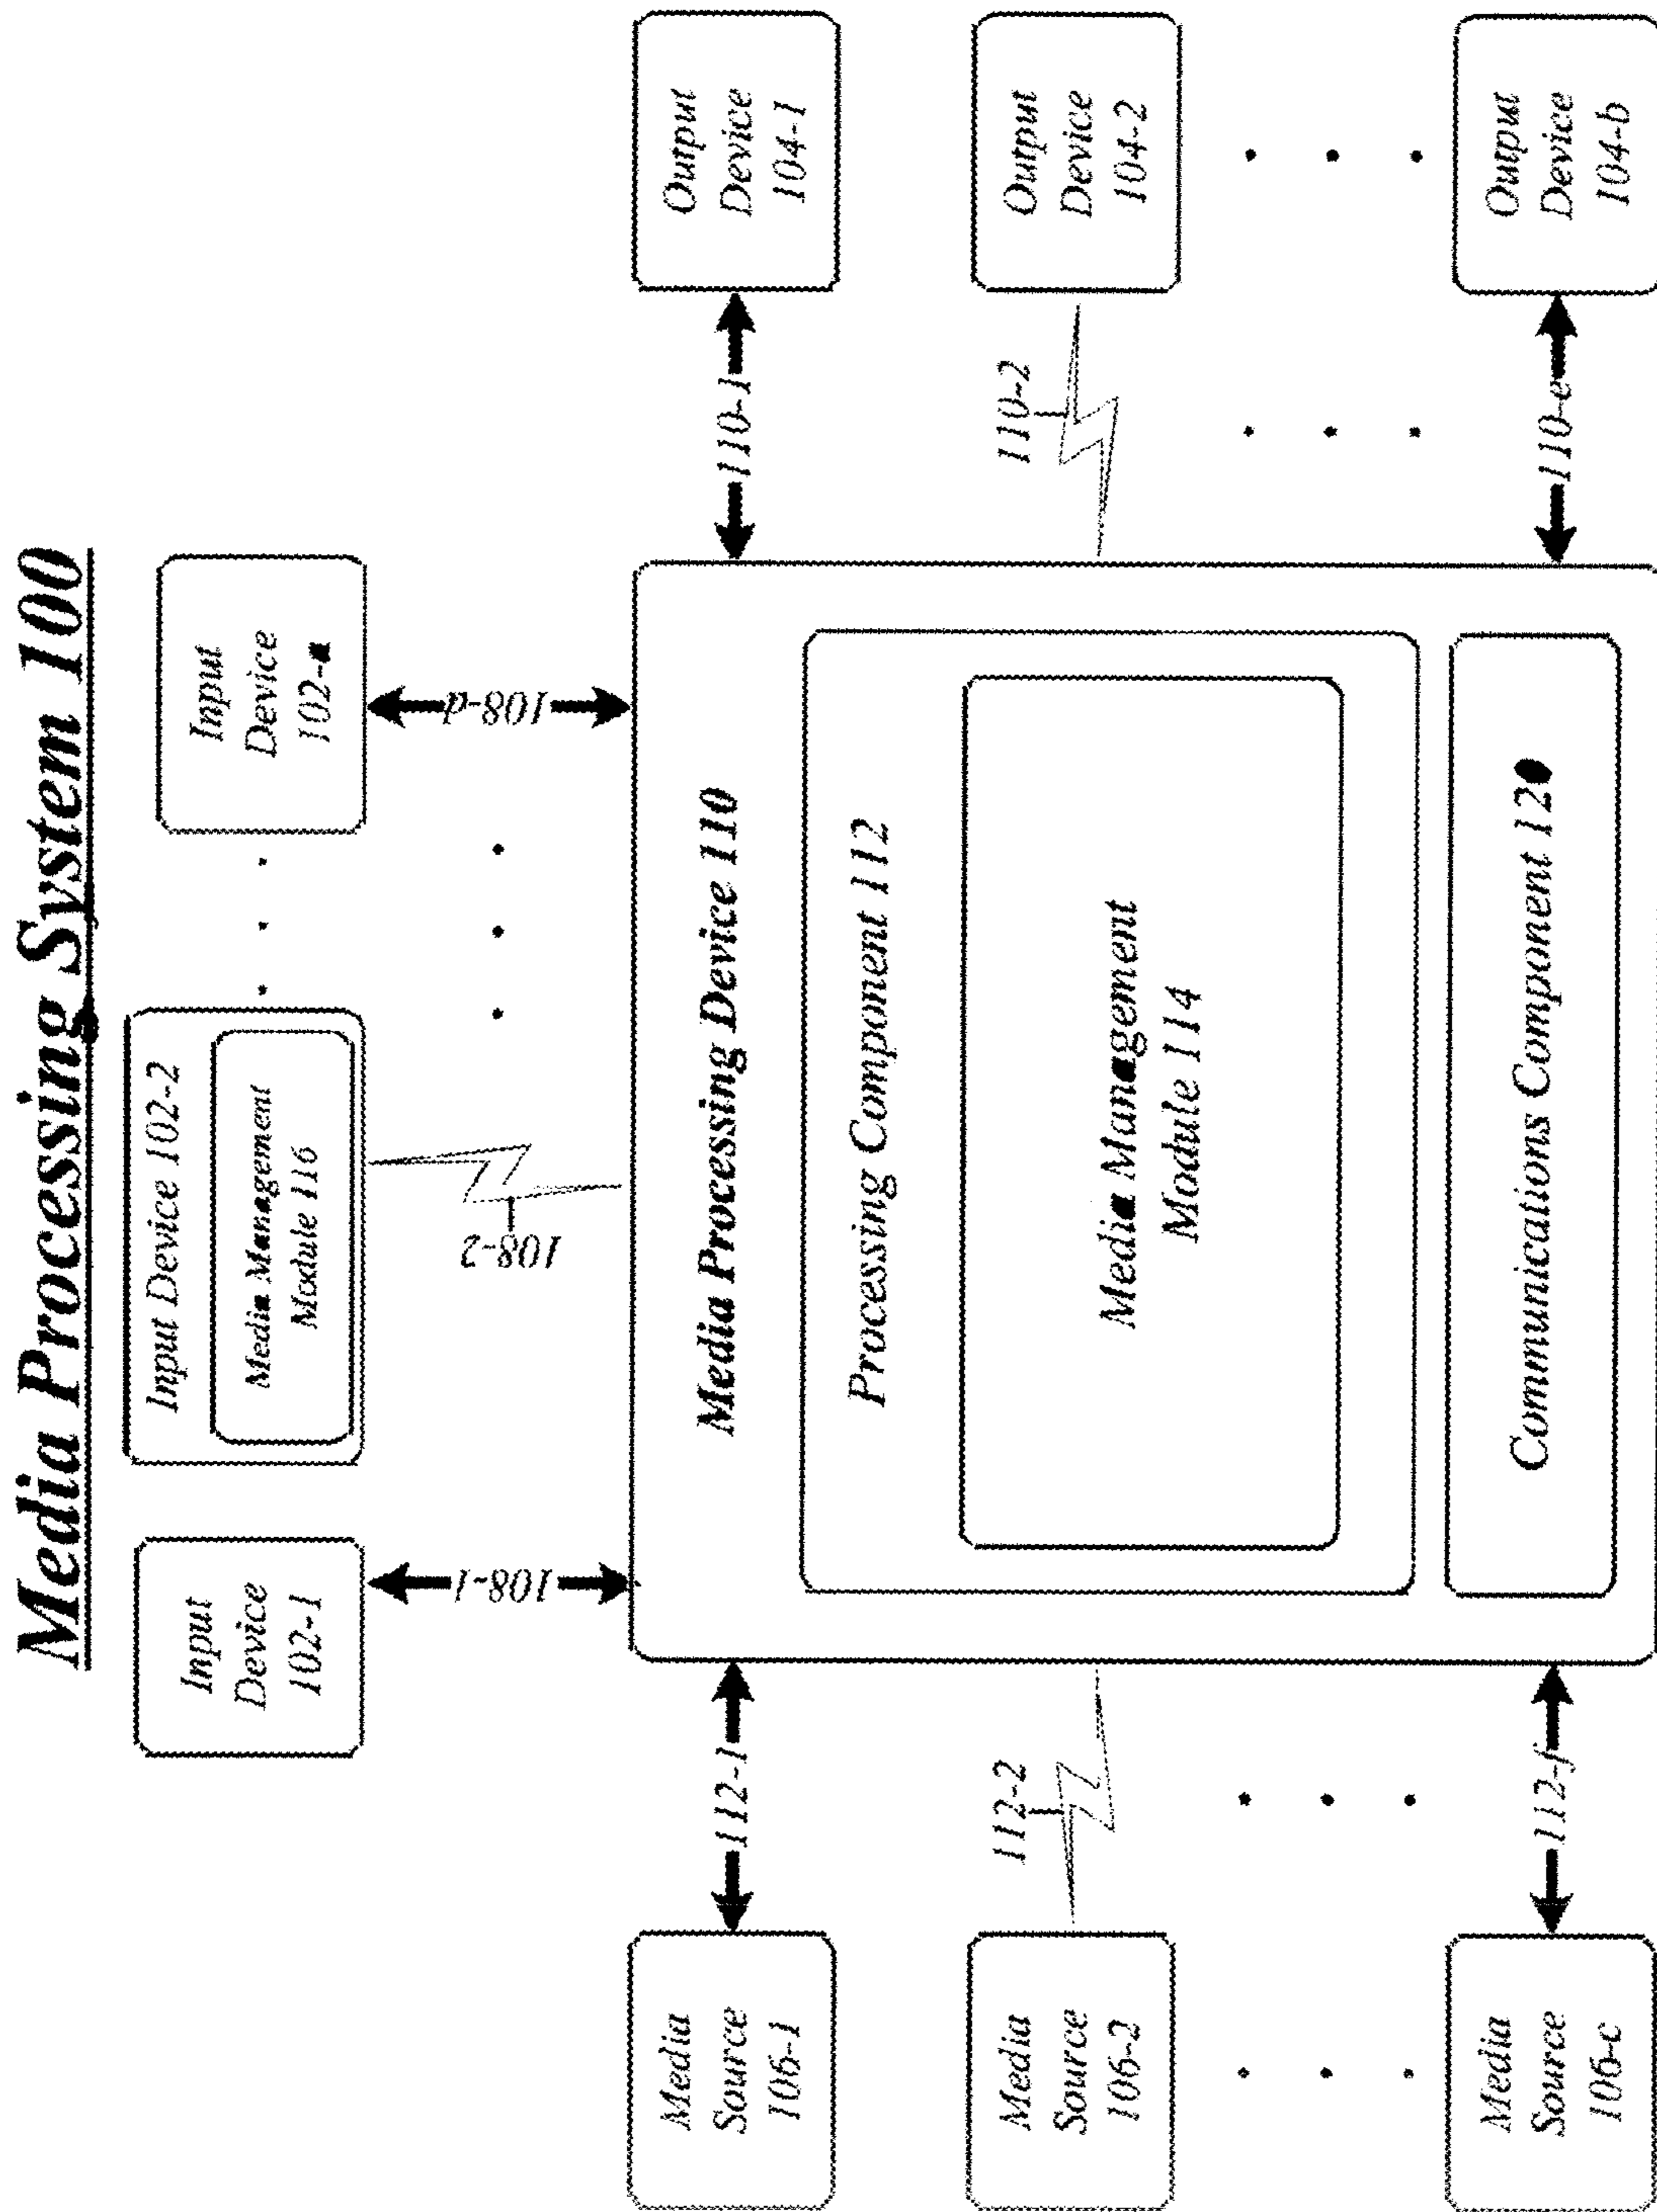 Media Processing System 100
Input
Device
102-1
Input Device 102-2
Media Management
Module 116
Input
Device
102-a
108-1
108-2
108-d
Media
Source
106-1
112-1
Media Processing Device 110
110-1
Output
Device
104-1
Processing Component 112
Media
Source
106-2
112-2
Media Management
Module 114
110-2
Output
Device
104-2
Media
Source
106-c
112-f
Communications Component 120
110-e
Output
Device
104-b